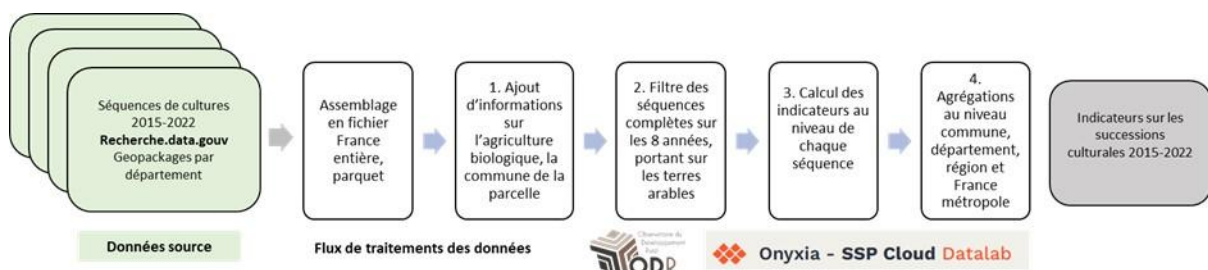 Séquences de cultures
2015-2022
Recherche.data.gouv
Geopackages par
département
Assemblage
en fichier
France
entière,
parquet
1. Ajout
d’informations
sur
l’agriculture
biologique, la
commune de la
parcelle
2. Filtre des
séquences
complètes sur
les 8 années,
portant sur
les terres
arables
3. Calcul des
indicateurs au
niveau de
chaque
séquence
4.
Agrégations
au niveau
commune,
département,
région et
France
métropole
Indicateurs sur les
successions
culturales 2015-2022
Données source
Flux de traitements des données
Observatoire du
Développement
Rural
ODR
Onyxia - SSP Cloud Datalab